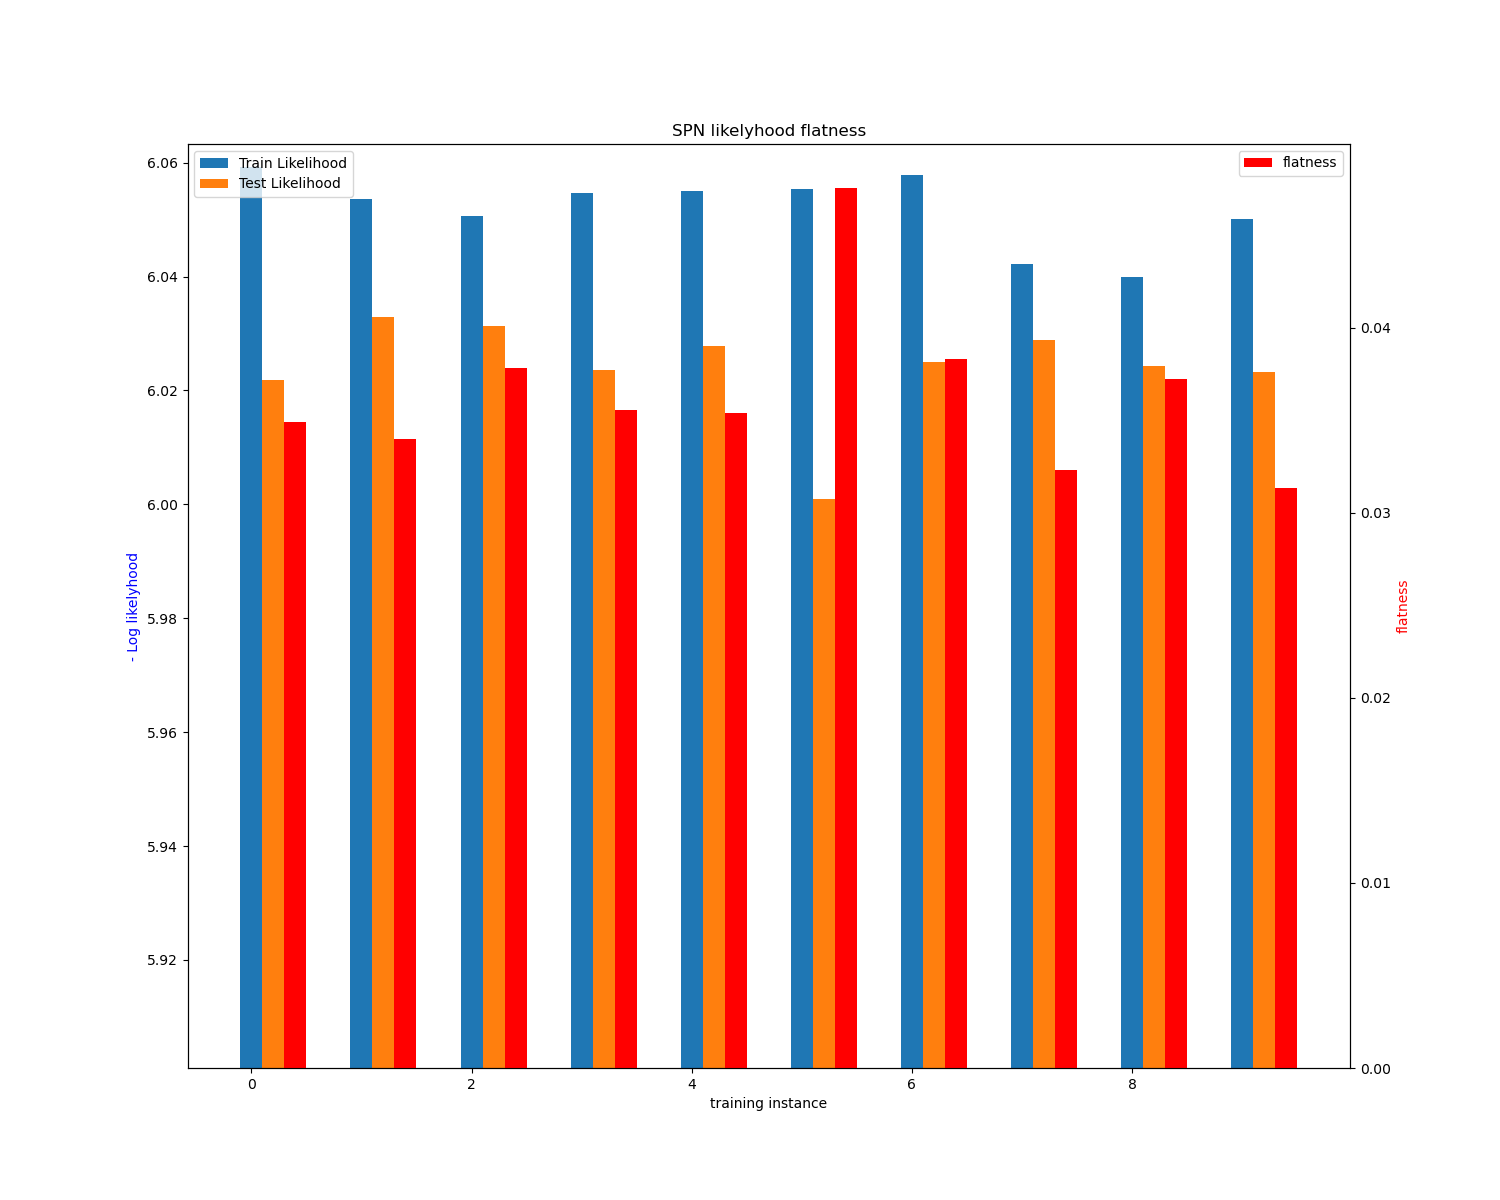 SPN likelyhood flatness
Train Likelihood
Test Likelihood
flatness
6.06
6.04
6.02
6.00
5.98
5.96
5.94
5.92
- Log likelyhood
0.04
0.03
0.02
0.01
0.00
flatness
0 2 4 6 8
training instance